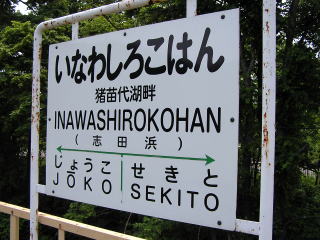 いなわしろこはん
猪苗代湖畔
INAWASHIROKOHAN
(志田浜)
じょうこ せきと
JŌKO SEKITO